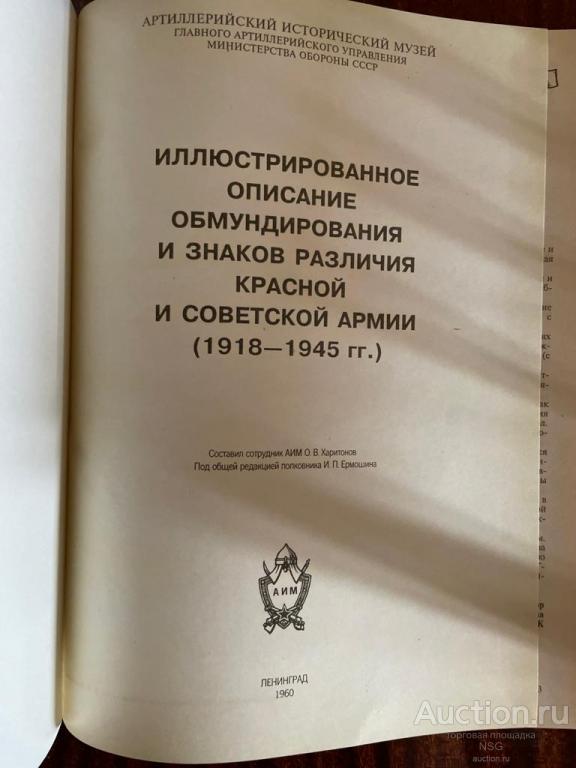 АРТИЛЛЕРИЙСКИЙ ИСТОРИЧЕСКИЙ МУЗЕЙ
ГЛАВНОГО АРТИЛЛЕРИЙСКОГО УПРАВЛЕНИЯ
МИНИСТЕРСТВА ОБОРОНЫ СССР
ИЛЛЮСТРИРОВАННОЕ
ОПИСАНИЕ
ОБМУНДИРОВАНИЯ
И ЗНАКОВ РАЗЛИЧИЯ
КРАСНОЙ
И СОВЕТСКОЙ АРМИИ
(1918—1945 гг.)
Составил сотрудник АИМ О. В. Харитонов
Под общей редакцией полковника И. П. Ермошина
АИМ
ЛЕНИНГРАД
1960
Auction.ru
торговая площадка
NSG
auction.ru